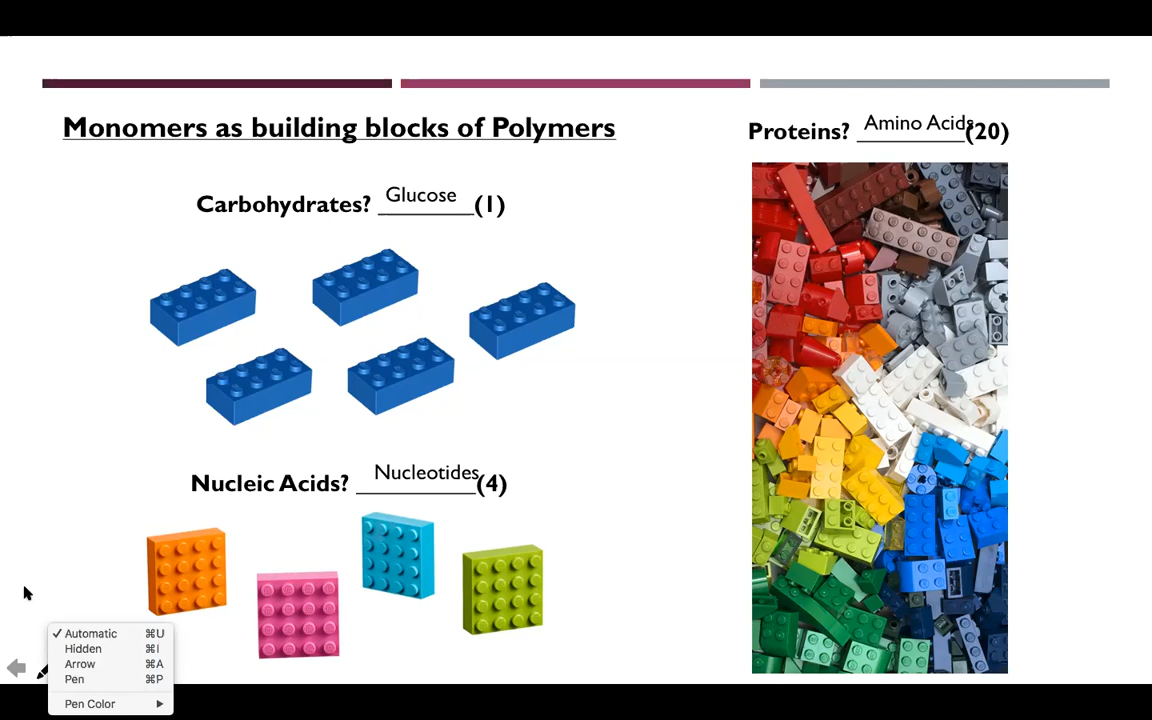 Monomers as building blocks of Polymers
Proteins? Amino Acids(20)
Carbohydrates? Glucose (1)
Nucleic Acids? Nucleotides(4)
✓ Automatic ⌘U
Hidden ⌘I
Arrow ⌘A
Pen ⌘P
Pen Color ▶